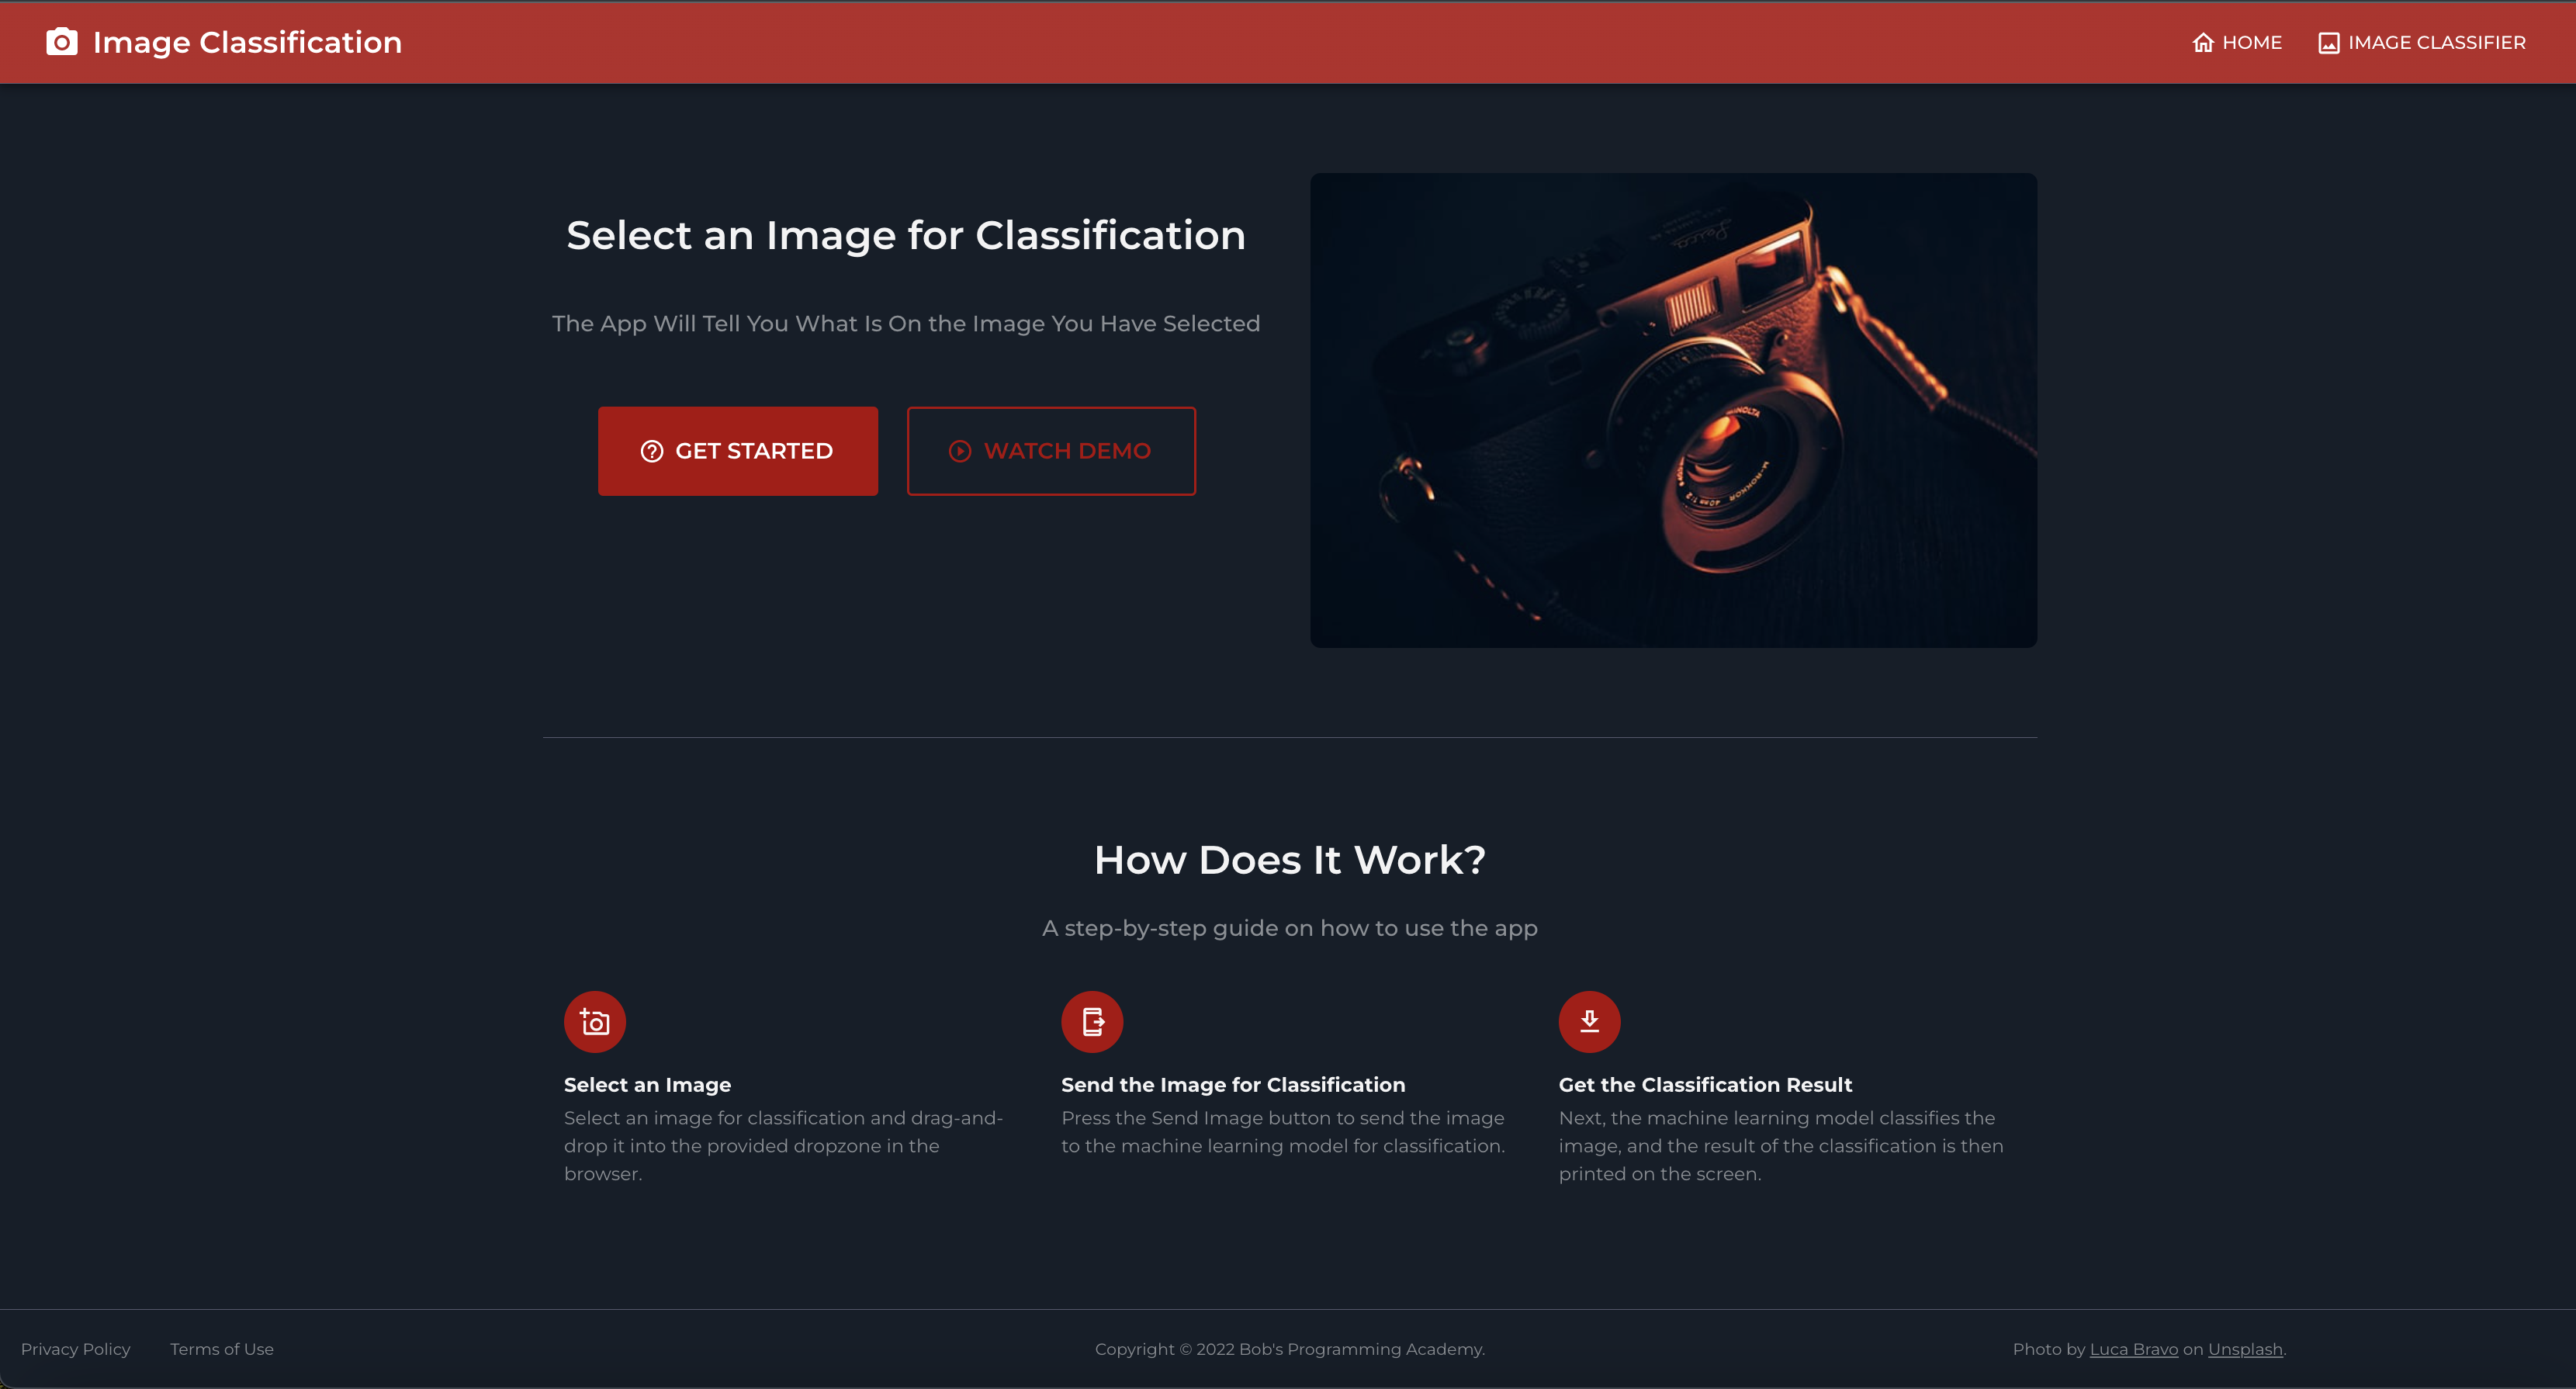 Image Classification
HOME
IMAGE CLASSIFIER
Select an Image for Classification
The App Will Tell You What Is On the Image You Have Selected
GET STARTED
WATCH DEMO
Leica
MINOLTA
M-ROKKOR 40mm 1:2
How Does It Work?
A step-by-step guide on how to use the app
Select an Image
Select an image for classification and drag-and-
drop it into the provided dropzone in the
browser.
Send the Image for Classification
Press the Send Image button to send the image
to the machine learning model for classification.
Get the Classification Result
Next, the machine learning model classifies the
image, and the result of the classification is then
printed on the screen.
Privacy Policy
Terms of Use
Copyright © 2022 Bob's Programming Academy.
Photo by Luca Bravo on Unsplash.